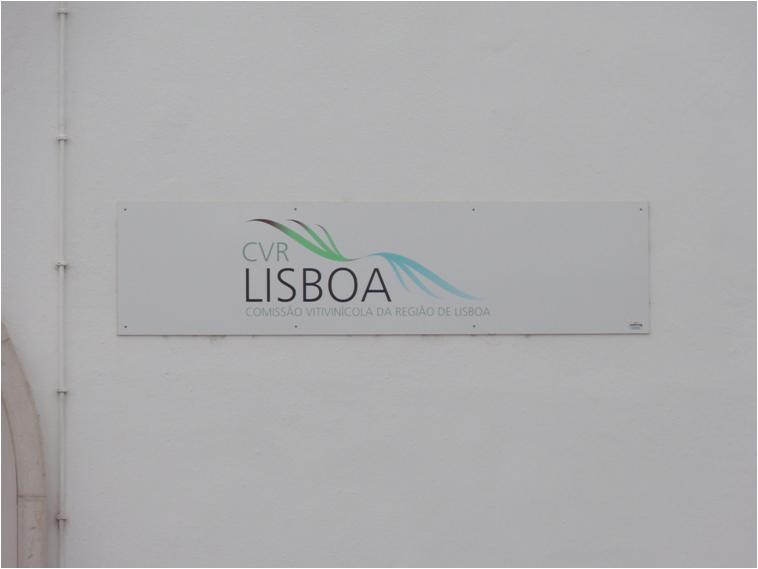 CVR
LISBOA
COMISSÃO VITIVINÍCOLA DA REGIÃO DE LISBOA